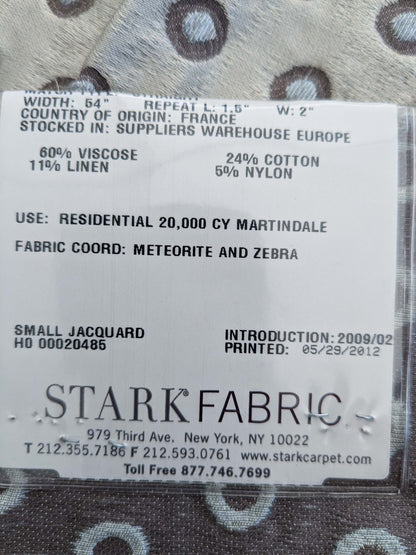 WIDTH: 54" REPEAT L: 1.5" W: 2"
COUNTRY OF ORIGIN: FRANCE
STOCKED IN: SUPPLIERS WAREHOUSE EUROPE
60% VISCOSE 24% COTTON
11% LINEN 5% NYLON
USE: RESIDENTIAL 20,000 CY MARTINDALE
FABRIC COORD: METEORITE AND ZEBRA
SMALL JACQUARD INTRODUCTION: 2009/02
HO 00020485 PRINTED: 05/29/2012
STARK® FABRIC
979 Third Ave. New York, NY 10022
T 212.355.7186 F 212.593.0761 www.starkcarpet.com
Toll Free 877.746.7699